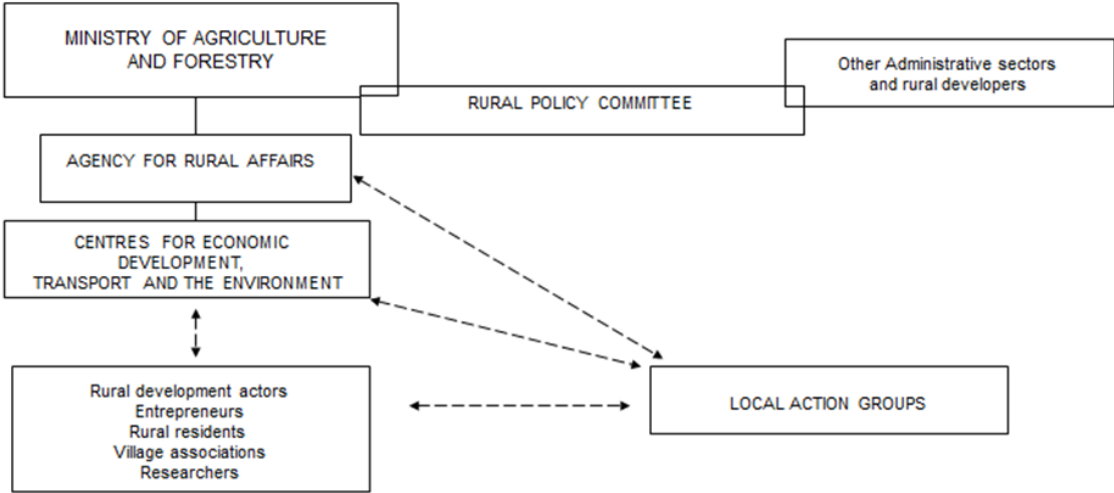 MINISTRY OF AGRICULTURE
AND FORESTRY
Other Administrative sectors
and rural developers
RURAL POLICY COMMITTEE
AGENCY FOR RURAL AFFAIRS
CENTRES FOR ECONOMIC
DEVELOPMENT,
TRANSPORT AND THE ENVIRONMENT
Rural development actors
Entrepreneurs
Rural residents
Village associations
Researchers
LOCAL ACTION GROUPS